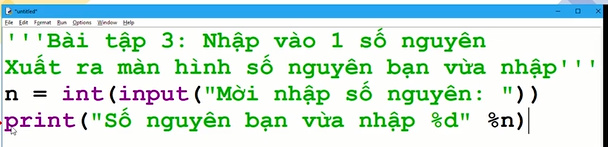 *untitled*
File Edit Format Run Options Window Help
'''Bài tập 3: Nhập vào 1 số nguyên
Xuất ra màn hình số nguyên bạn vừa nhập'''
n = int(input("Mời nhập số nguyên: "))
print("Số nguyên bạn vừa nhập %d" %n)